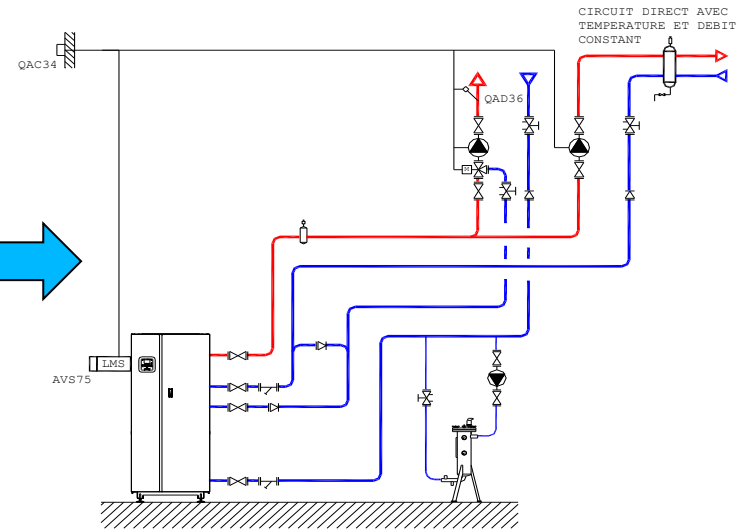 CIRCUIT DIRECT AVEC
TEMPERATURE ET DEBIT
CONSTANT
QAC34
QAD36
M
LMS
AVS75